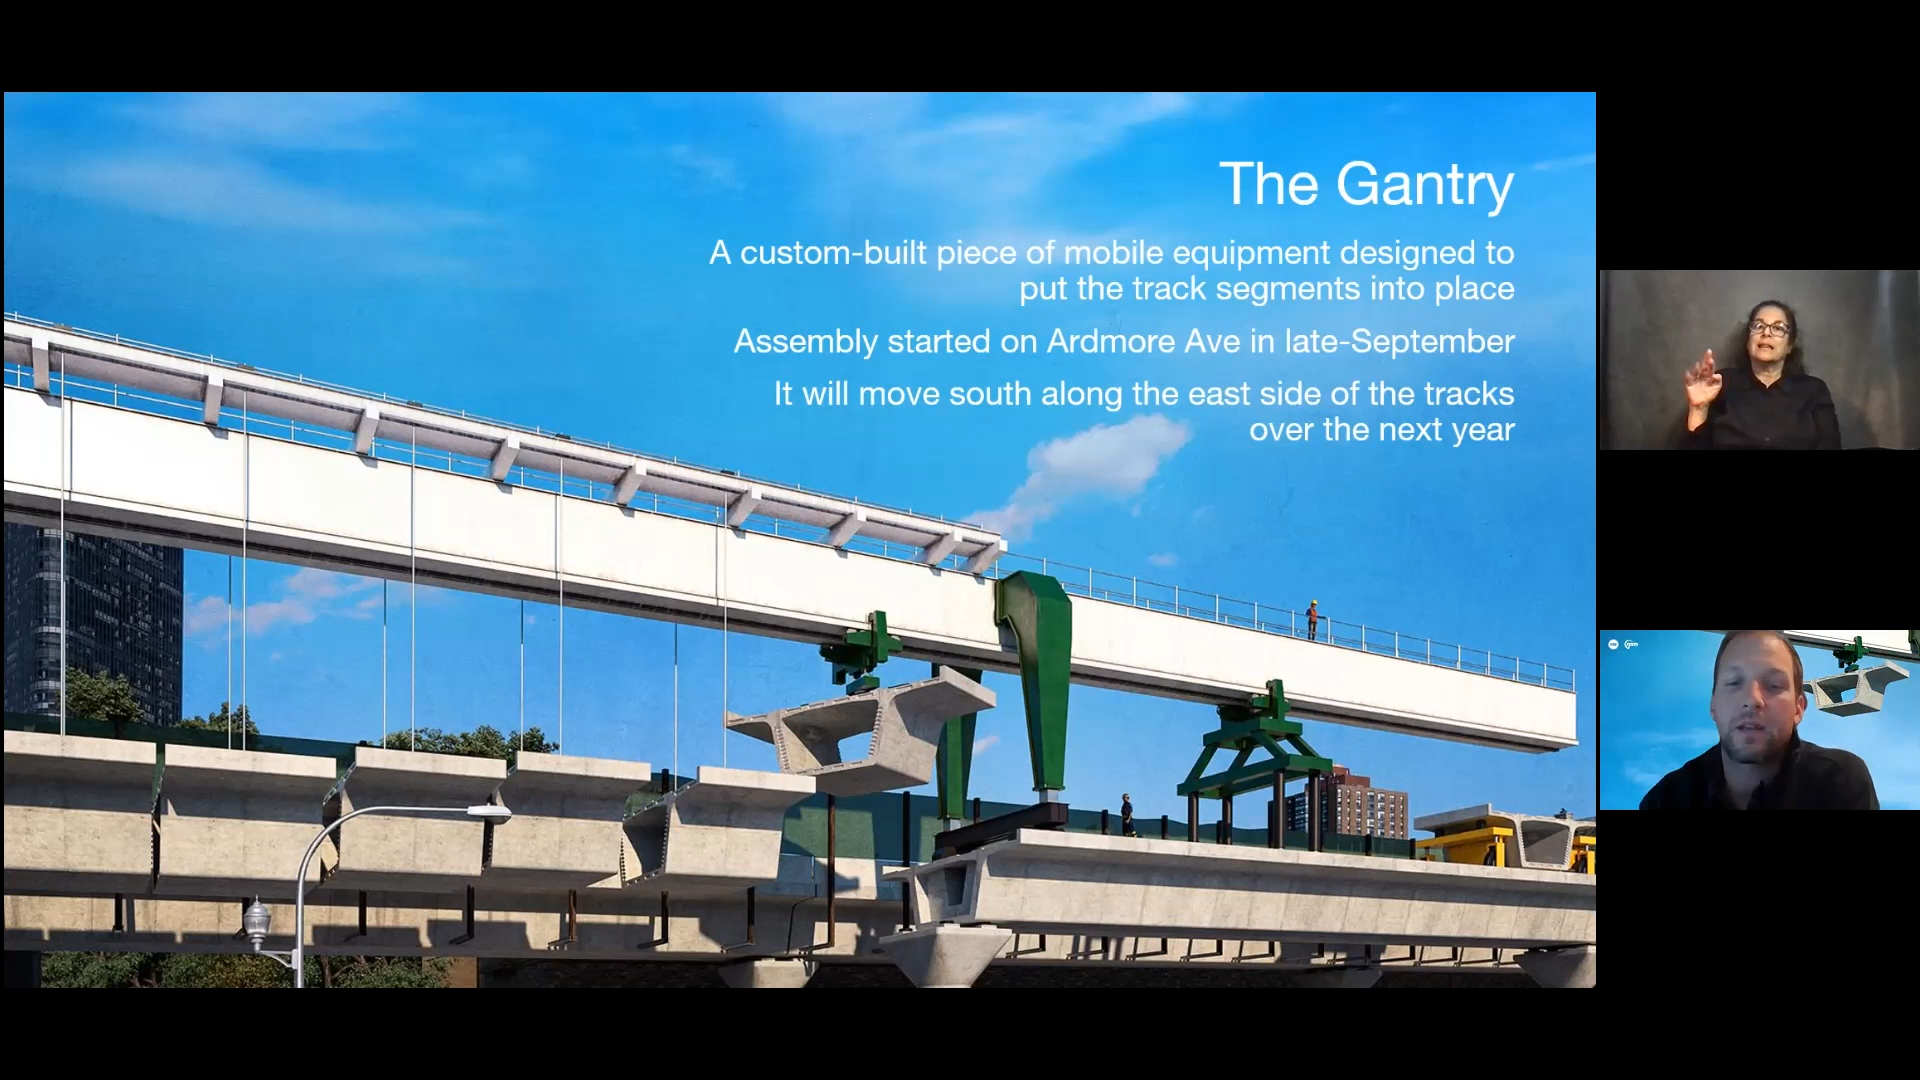 The Gantry
A custom-built piece of mobile equipment designed to
put the track segments into place
Assembly started on Ardmore Ave in late-September
It will move south along the east side of the tracks
over the next year